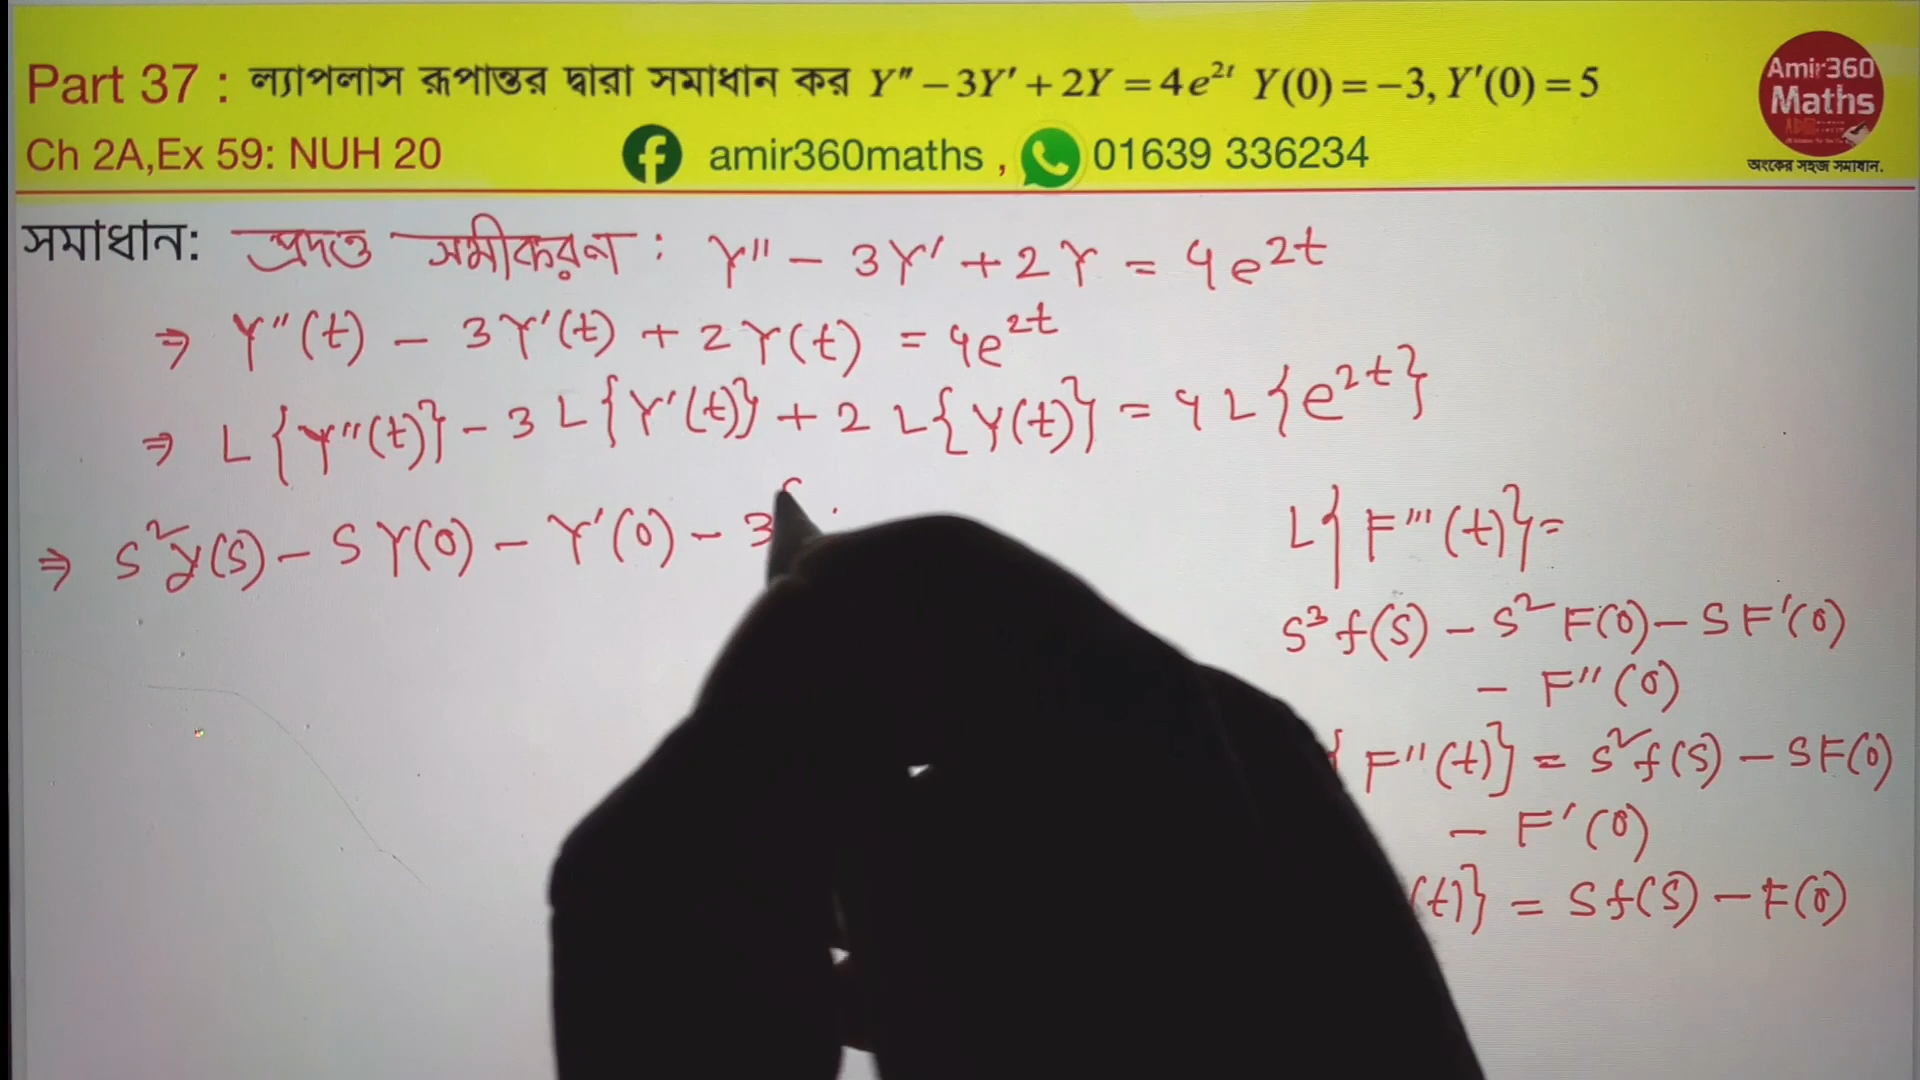 Part 37 : ল্যাপলাস রূপান্তর দ্বারা সমাধান কর Y″ − 3Y′ + 2Y = 4e^{2t} Y(0) = −3, Y′(0) = 5
Ch 2A,Ex 59: NUH 20
amir360maths , 01639 336234
Amir360
Maths
অংকের সহজ সমাধান.
সমাধান: প্রদত্ত সমীকরণ : Y″ − 3Y′ + 2Y = 4e^{2t}
⇒ Y″(t) − 3Y′(t) + 2Y(t) = 4e^{2t}
⇒ L{Y″(t)} − 3L{Y′(t)} + 2L{Y(t)} = 4L{e^{2t}}
⇒ S²y(s) − SY(0) − Y′(0) − 3
L{F‴(t)} =
S³f(s) − S²F(0) − SF′(0)
− F″(0)
{F″(t)} = S²f(s) − SF(0)
− F′(0)
(t)} = Sf(s) − F(0)